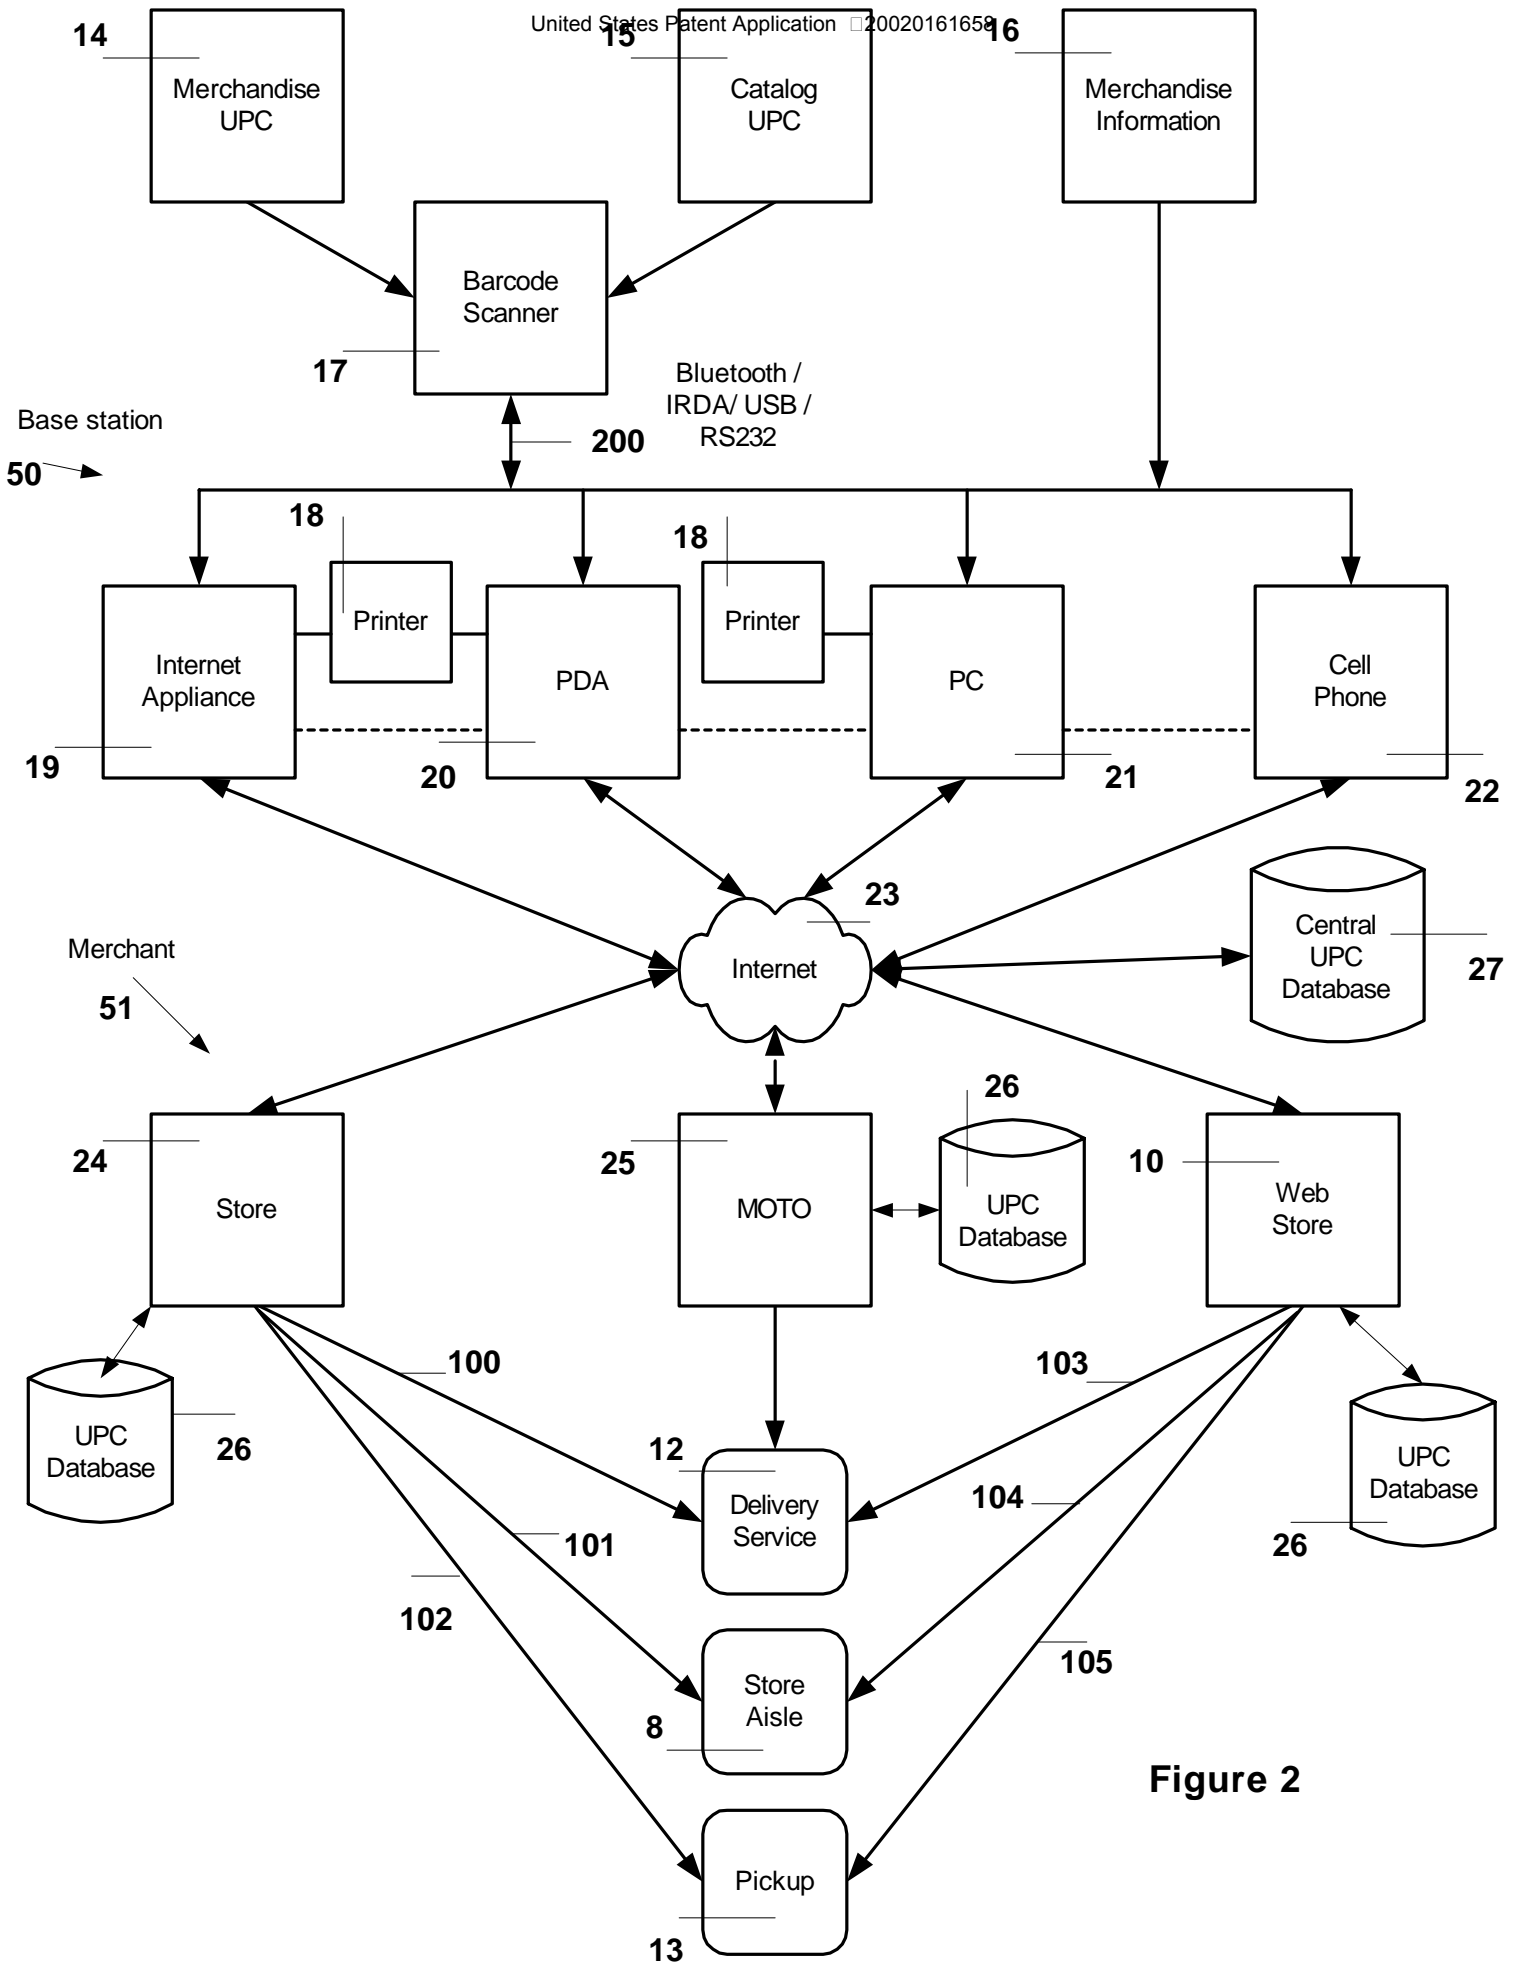 United States Patent Application □20020161658
14
15
16
Merchandise
UPC
Catalog
UPC
Merchandise
Information
Barcode
Scanner
17
Bluetooth /
IRDA/ USB /
RS232
Base station
50
200
18
18
Printer
Printer
Internet
Appliance
PDA
PC
Cell
Phone
19
20
21
22
23
Merchant
51
Internet
Central
UPC
Database
27
26
24
25
10
Store
MOTO
UPC
Database
Web
Store
100
103
UPC
Database
26
12
104
UPC
Database
26
Delivery
Service
101
102
105
Store
Aisle
8
Figure 2
Pickup
13